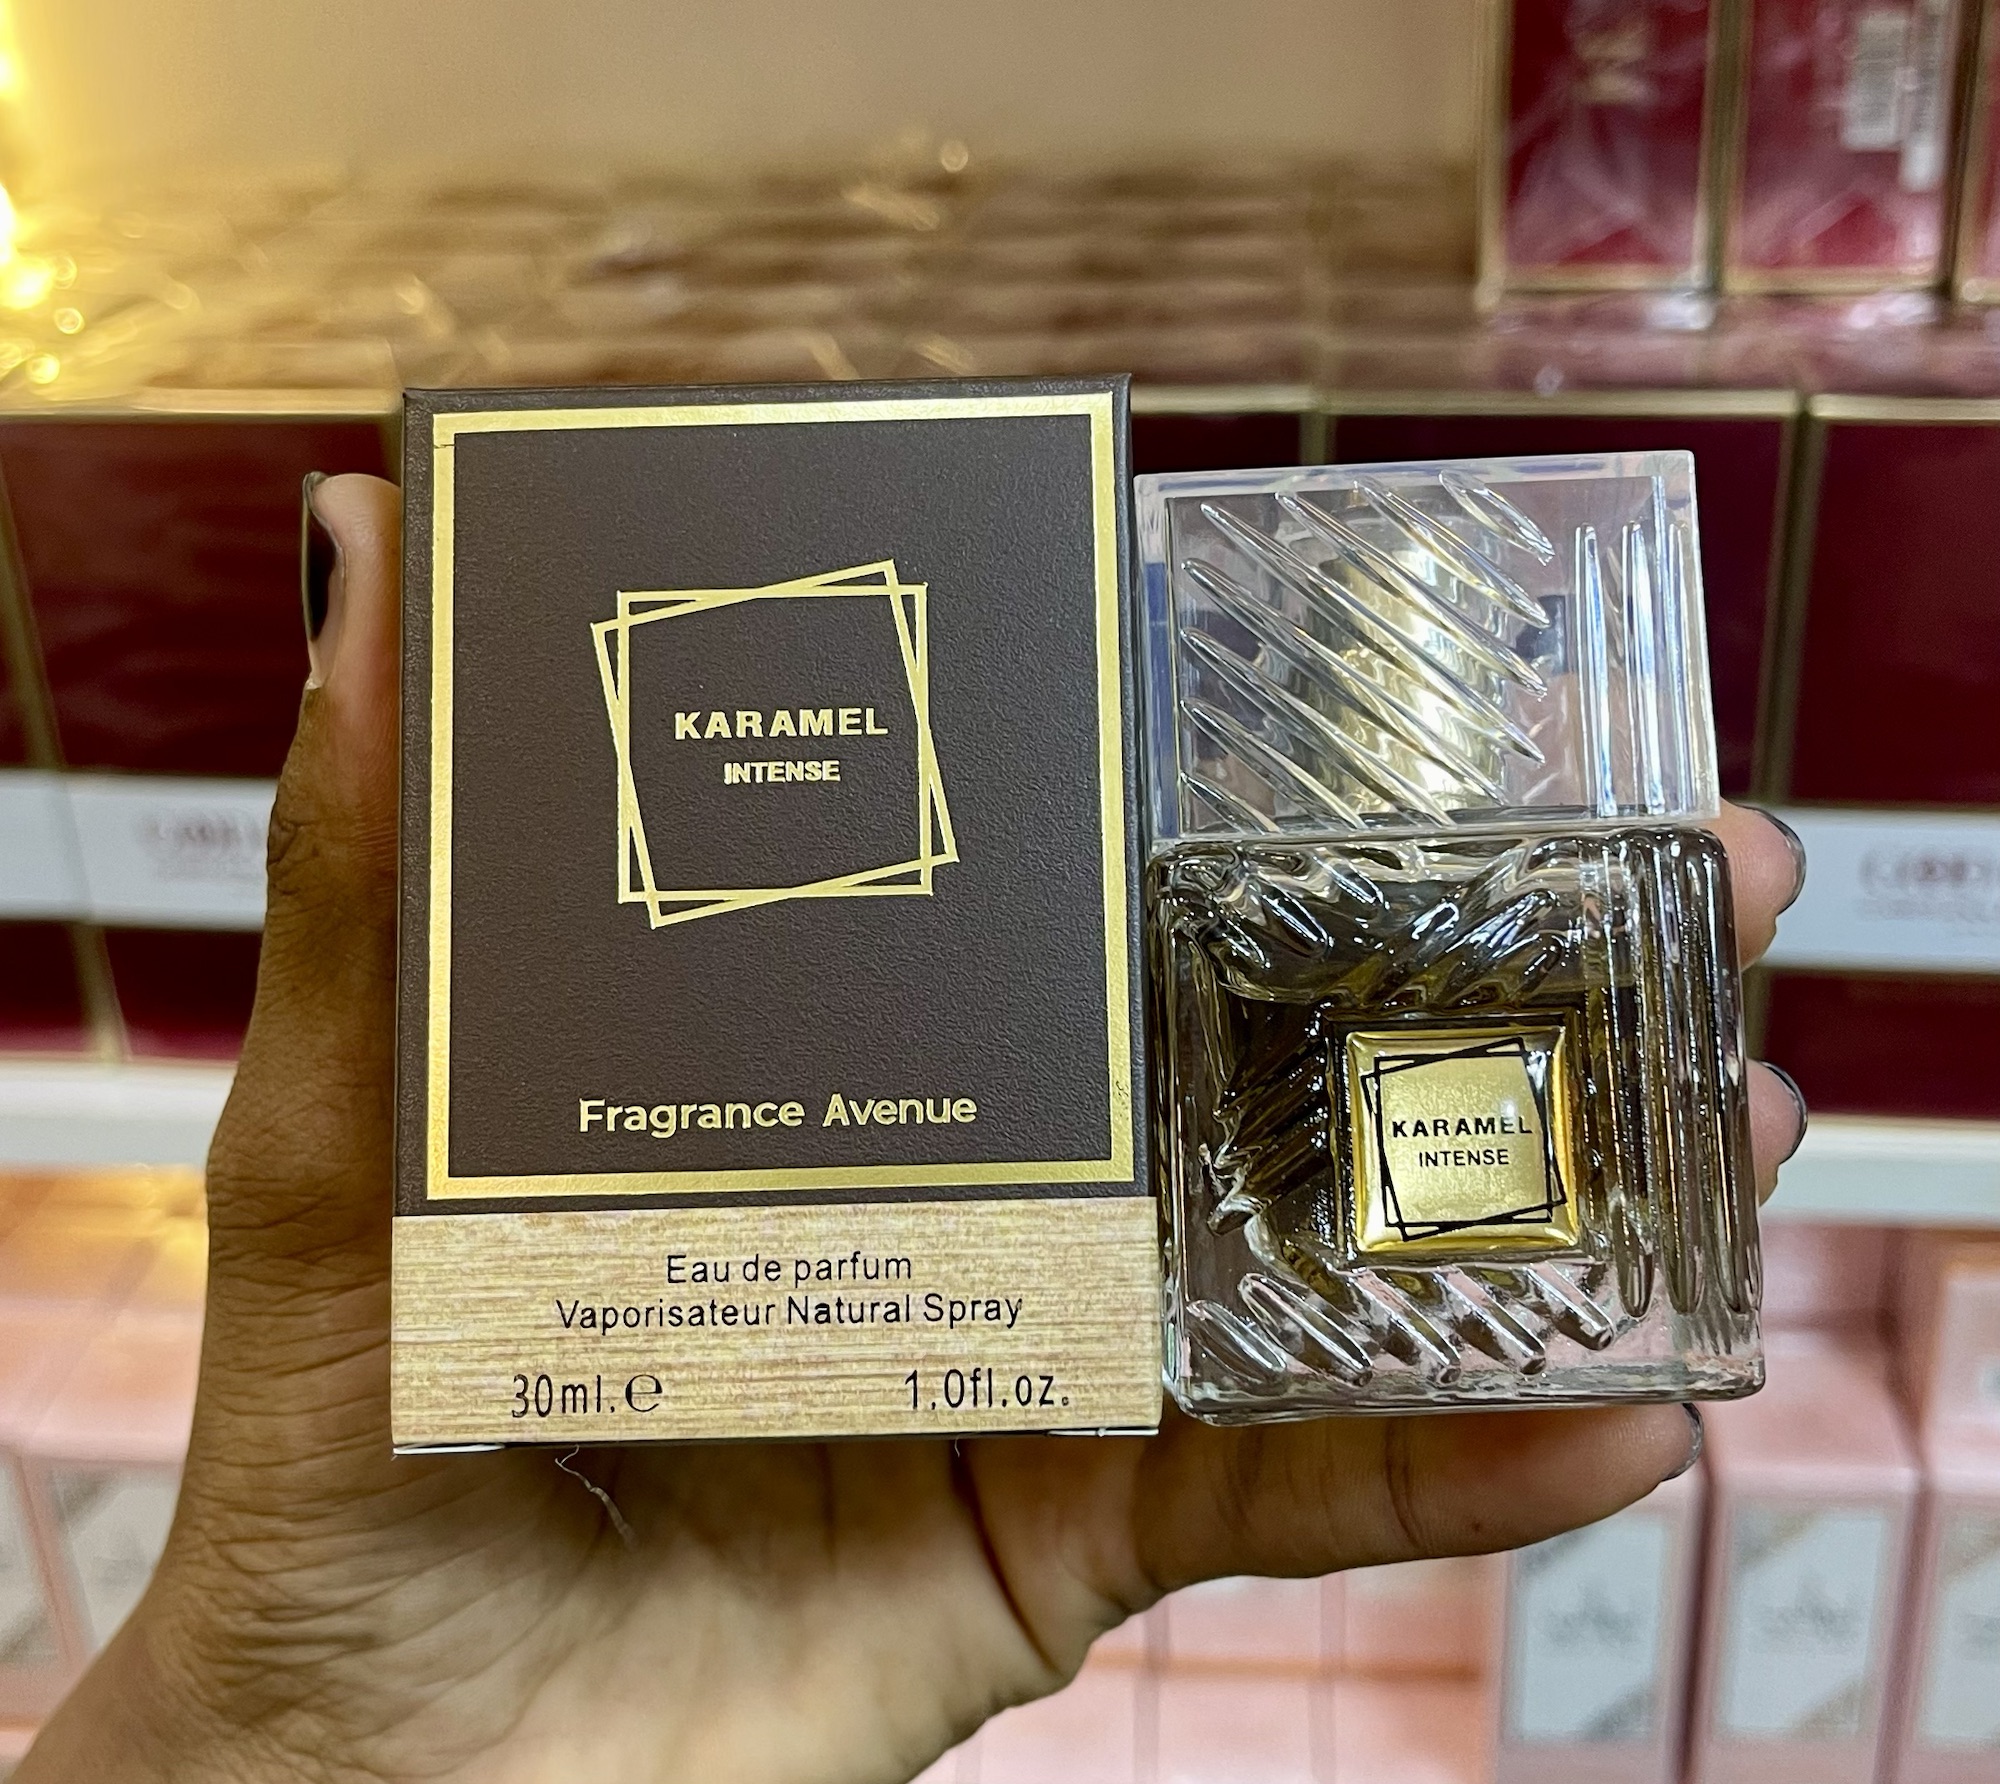 KARAMEL
INTENSE
Fragrance Avenue
Eau de parfum
Vaporisateur Natural Spray
30ml.℮ 1.0fl.oz.
KARAMEL
INTENSE